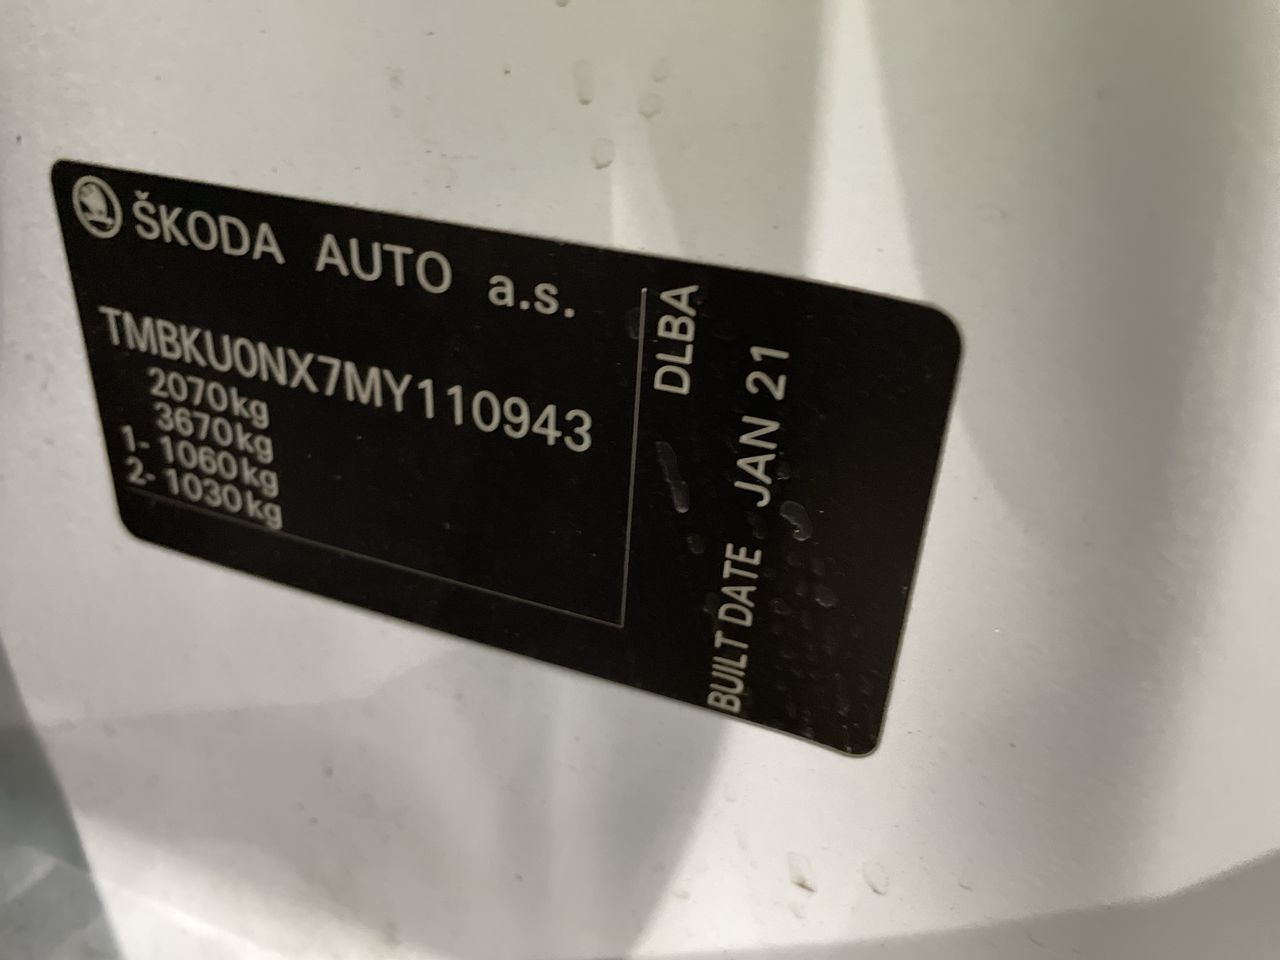 ŠKODA AUTO a.s.
TMBKU0NX7MY110943
2070kg
3670kg
1- 1060kg
2- 1030kg
DLBA
BUILT DATE JAN 21